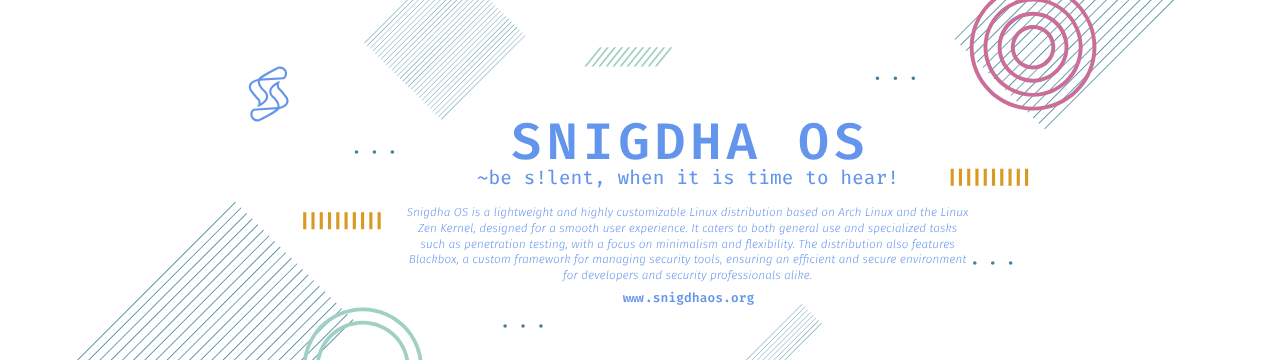 SNIGDHA OS
~be s!lent, when it is time to hear!
Snigdha OS is a lightweight and highly customizable Linux distribution based on Arch Linux and the Linux
Zen Kernel, designed for a smooth user experience. It caters to both general use and specialized tasks
such as penetration testing, with a focus on minimalism and flexibility. The distribution also features
Blackbox, a custom framework for managing security tools, ensuring an efficient and secure environment
for developers and security professionals alike.
www.snigdhaos.org